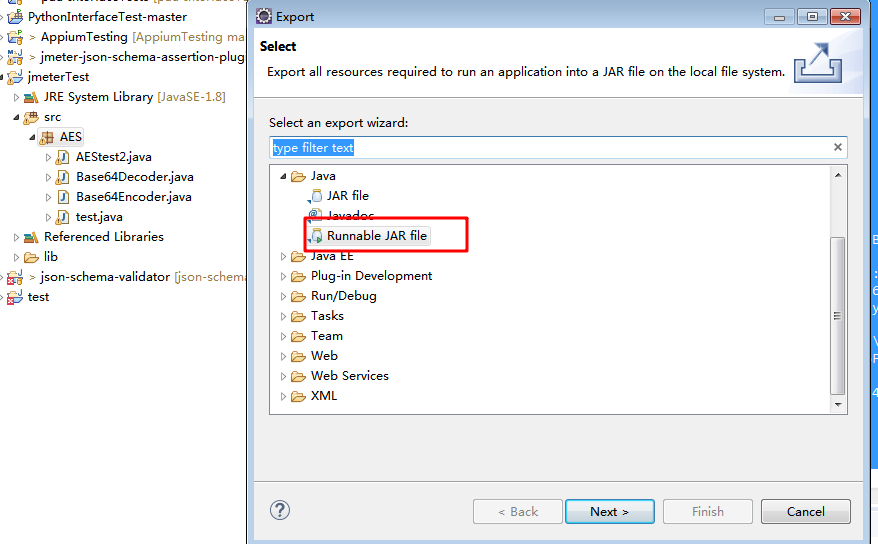 PythonInterfaceTest-master
> AppiumTesting [AppiumTesting ma
> jmeter-json-schema-assertion-plug
jmeterTest
JRE System Library [JavaSE-1.8]
src
AES
AEStest2.java
Base64Decoder.java
Base64Encoder.java
test.java
Referenced Libraries
lib
> json-schema-validator [json-schema
test
Export
Select
Export all resources required to run an application into a JAR file on the local file system.
Select an export wizard:
type filter text
Java
JAR file
Javadoc
Runnable JAR file
Java EE
Plug-in Development
Run/Debug
Tasks
Team
Web
Web Services
XML
< Back
Next >
Finish
Cancel